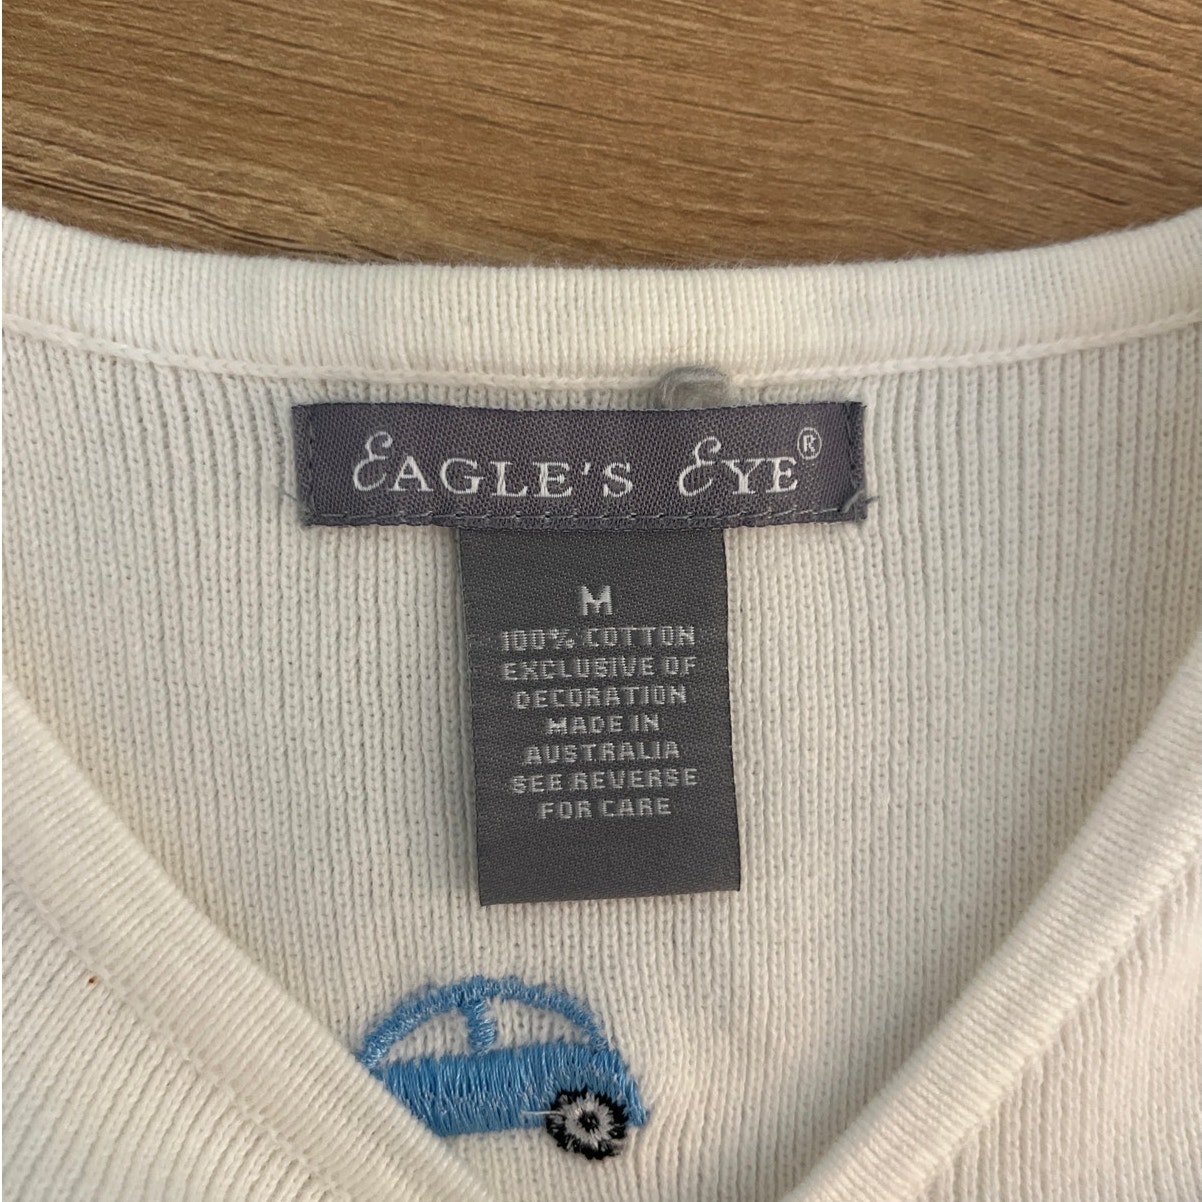 EAGLE'S EYE®
M
100% COTTON
EXCLUSIVE OF
DECORATION
MADE IN
AUSTRALIA
SEE REVERSE
FOR CARE